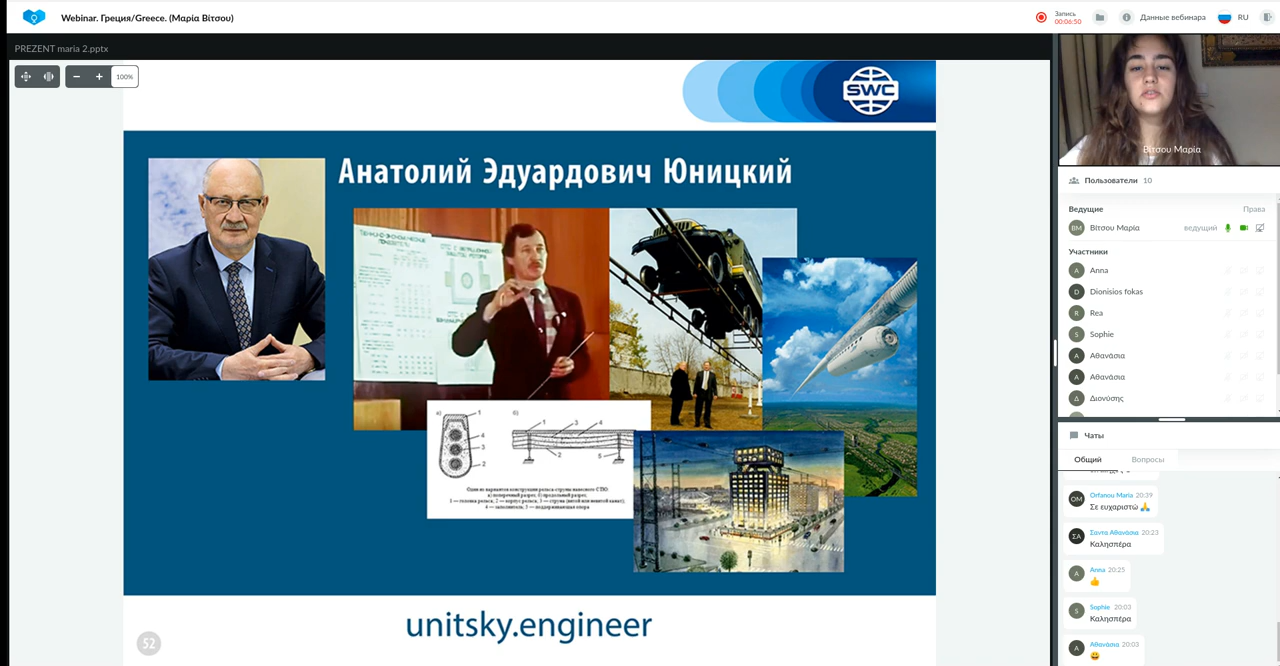 Webinar. Греция/Greece. (Μαρία Βίτσου)
Запись
00:06:50
Данные вебинара
RU
PREZENT maria 2.pptx
100%
SWC
Анатолий Эдуардович Юницкий
а)
б)
unitsky.engineer
52
Βίτσου Μαρία
Пользователи 10
Ведущие Права
ΒΜ Βίτσου Μαρία ведущий
Участники
A Anna
D Dionisios fokas
R Rea
S Sophie
Α Αθανάσια
Α Αθανάσια
Δ Διονύσης
Чаты
Общий Вопросы
OM Orfanou Maria 20:39
Σε ευχαριστώ 🙏
ΣΑ Σαντα Αθανάσια 20:23
Καλησπέρα
A Anna 20:25
👍
S Sophie 20:03
Καλησπέρα
Α Αθανάσια 20:03
😃